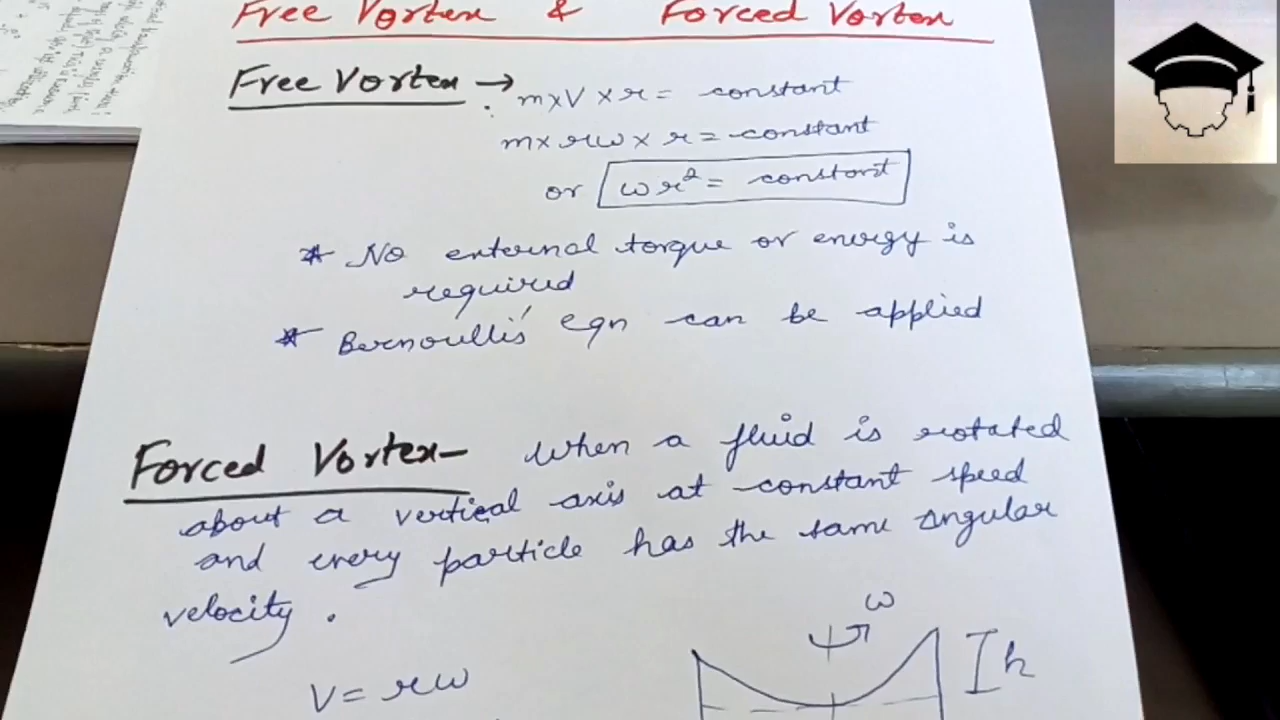 Free Vortex & Forced Vortex
Free Vortex →
m×V×r = constant
m×rω×r = constant
or ωr² = constant
* No external torque or energy is
required
* Bernoulli's eqn can be applied
Forced Vortex – When a fluid is rotated
about a vertical axis at constant speed
and every particle has the same angular
velocity.
ω
h
V = rω